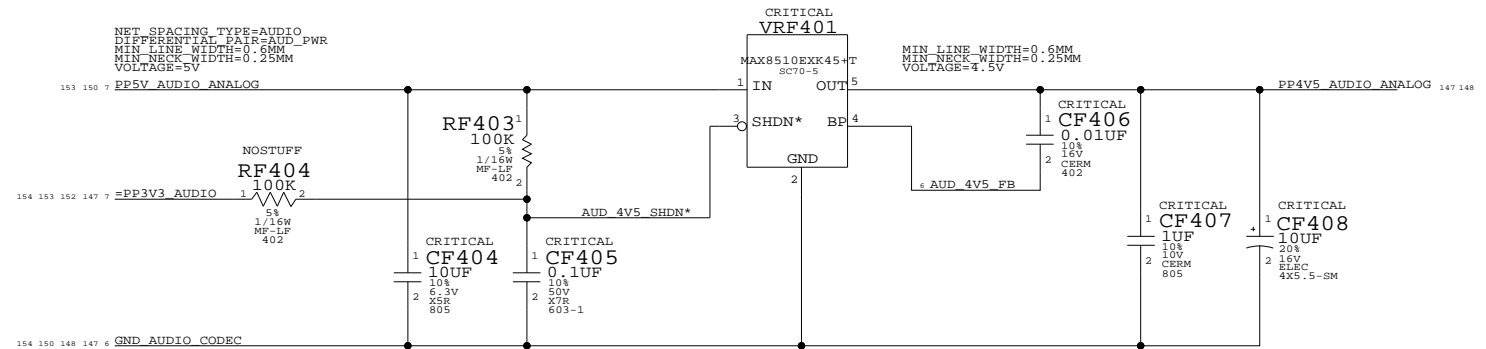 NET_SPACING_TYPE=AUDIO
DIFFERENTIAL_PAIR=AUD_PWR
MIN_LINE_WIDTH=0.6MM
MIN_NECK_WIDTH=0.25MM
VOLTAGE=5V
153 150 7 PP5V_AUDIO_ANALOG
CRITICAL
VRF401
MAX8510EXK45+T
SC70-5
1 IN OUT 5
3 SHDN* BP 4
GND
2
MIN_LINE_WIDTH=0.6MM
MIN_NECK_WIDTH=0.25MM
VOLTAGE=4.5V
PP4V5_AUDIO_ANALOG 147 148
1
RF403
100K
5%
1/16W
MF-LF
402
2
CRITICAL
1
CF406
0.01UF
10%
16V
CERM
402
2
6 AUD_4V5_FB
NOSTUFF
RF404
100K
154 153 152 147 7 =PP3V3_AUDIO 1 2
5%
1/16W
MF-LF
402
AUD_4V5_SHDN*
CRITICAL
1
CF404
10UF
10%
6.3V
X5R
805
2
CRITICAL
1
CF405
0.1UF
10%
50V
X7R
603-1
2
CRITICAL
1
CF407
1UF
10%
10V
CERM
805
2
CRITICAL
1
+
CF408
10UF
20%
16V
ELEC
4X5.5-SM
2
154 150 148 147 6 GND_AUDIO_CODEC